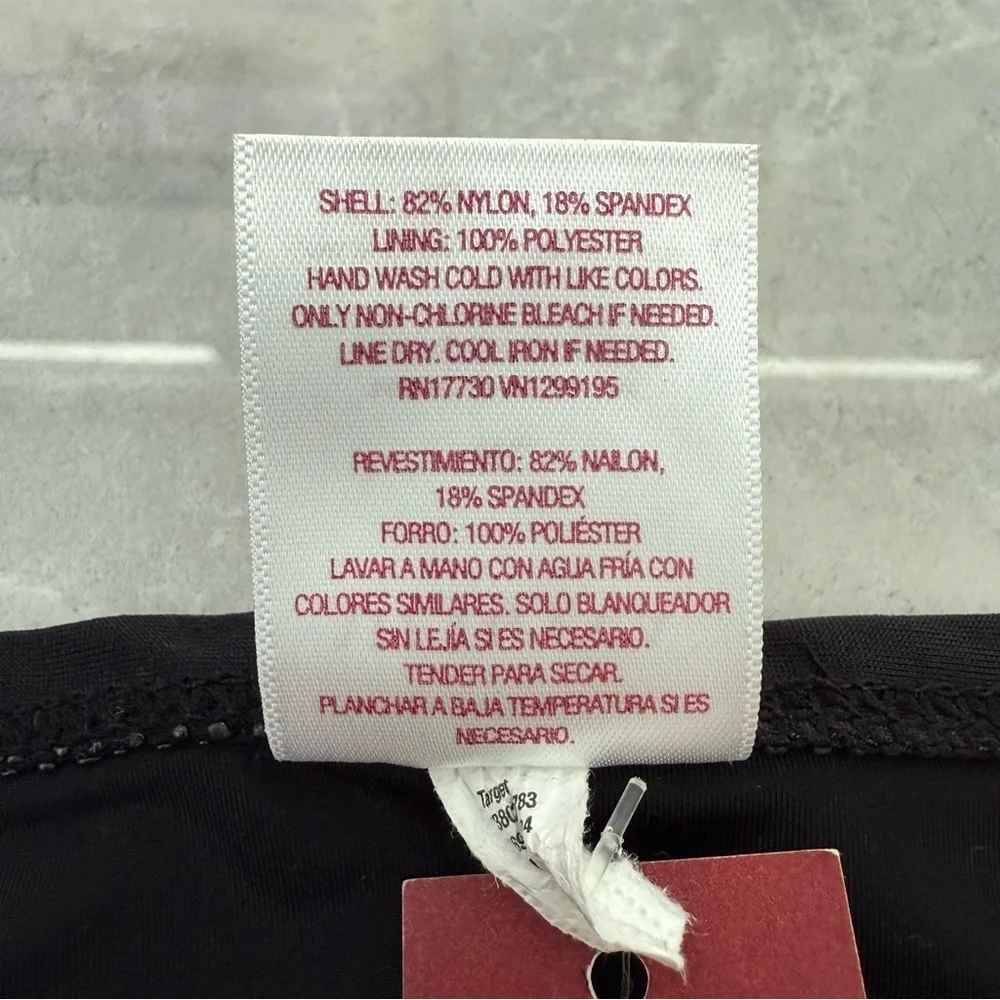 SHELL: 82% NYLON, 18% SPANDEX
LINING: 100% POLYESTER
HAND WASH COLD WITH LIKE COLORS.
ONLY NON-CHLORINE BLEACH IF NEEDED.
LINE DRY. COOL IRON IF NEEDED.
RN17730 VN1299195
REVESTIMIENTO: 82% NAILON,
18% SPANDEX
FORRO: 100% POLIÉSTER
LAVAR A MANO CON AGUA FRÍA CON
COLORES SIMILARES. SOLO BLANQUEADOR
SIN LEJÍA SI ES NECESARIO.
TENDER PARA SECAR.
PLANCHAR A BAJA TEMPERATURA SI ES
NECESARIO.
Target